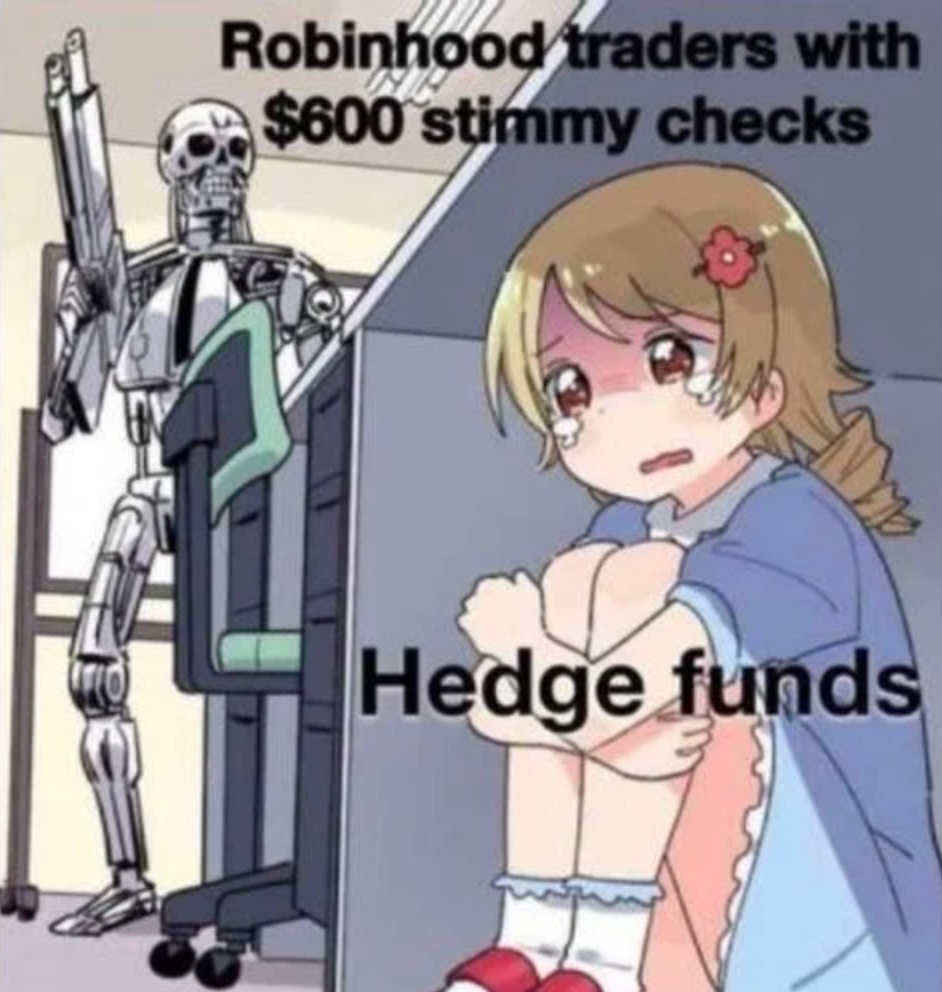 Robinhood traders with
$600 stimmy checks
Hedge funds